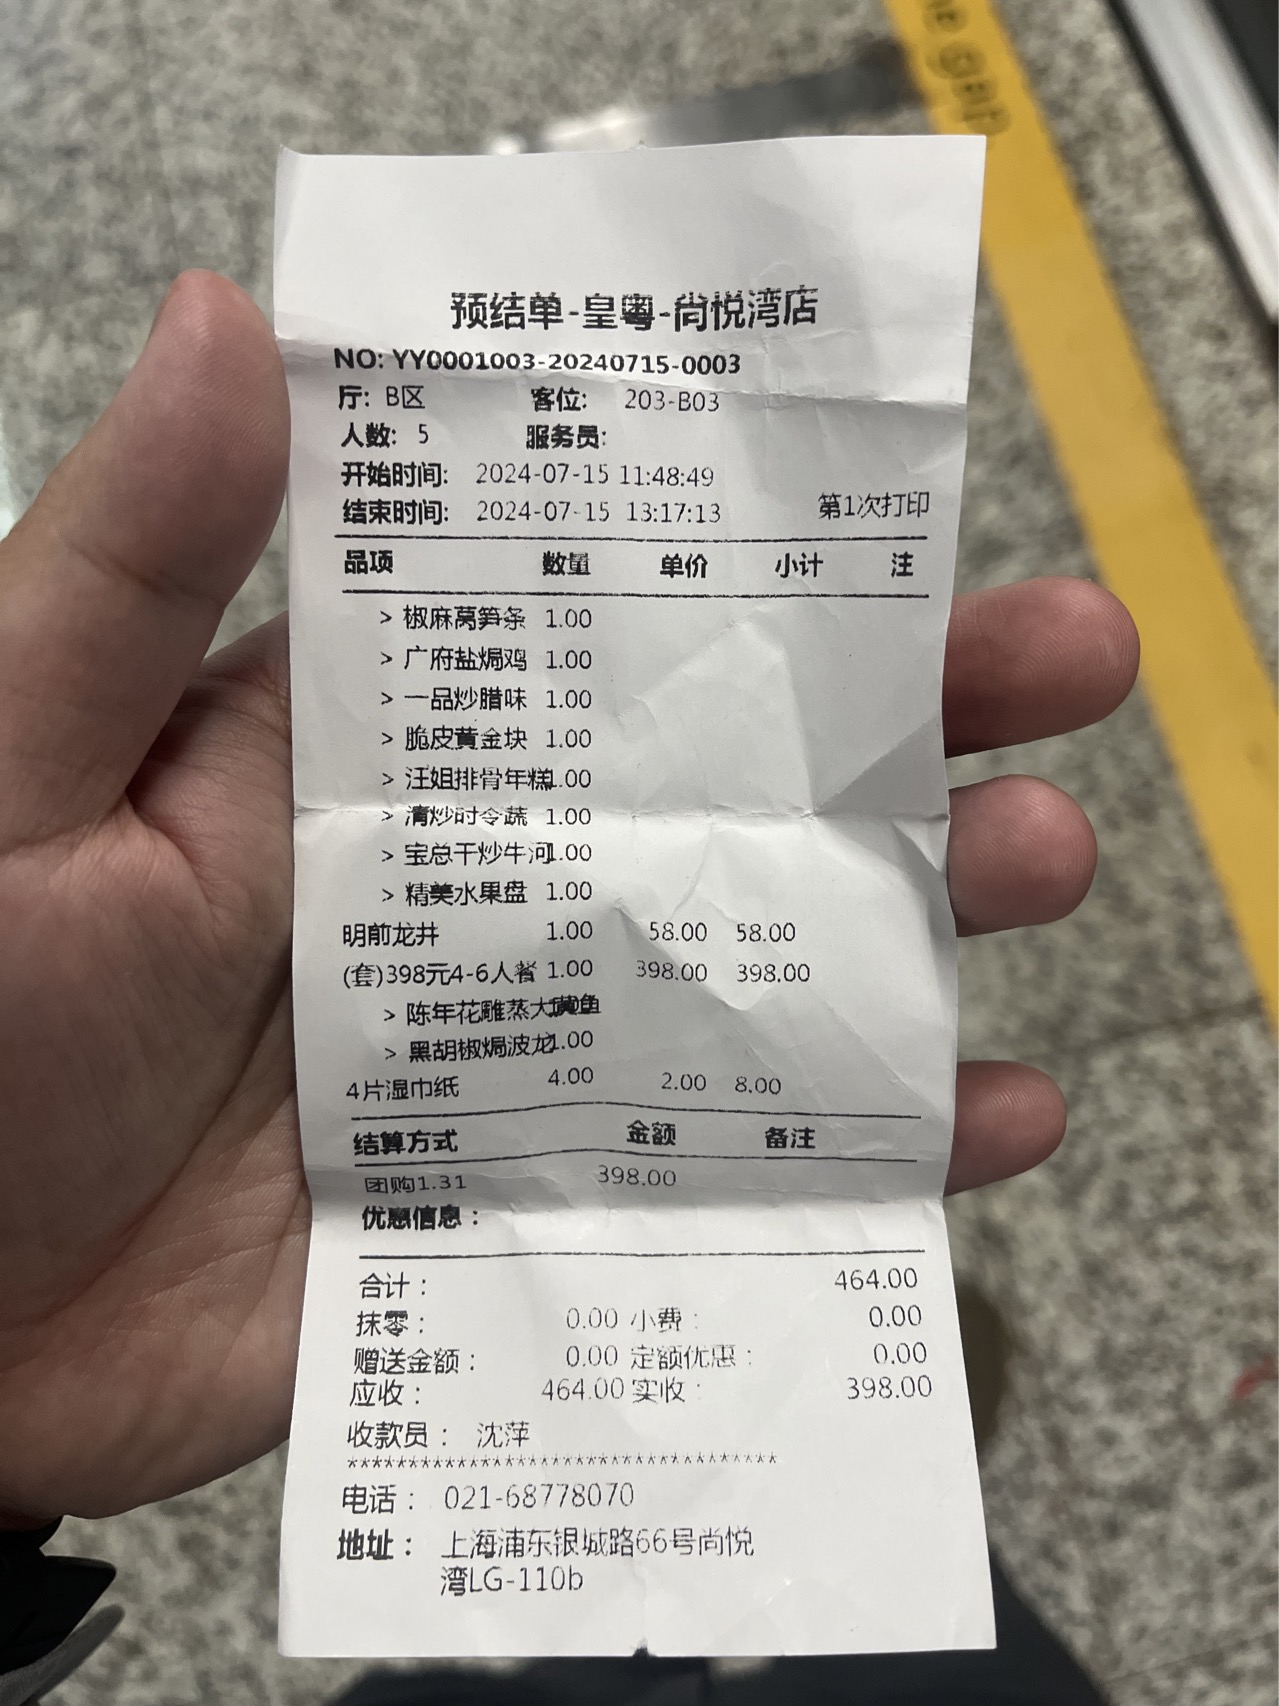 预结单-皇粤-尚悦湾店
NO: YY0001003-20240715-0003
厅: B区 客位: 203-B03
人数: 5 服务员:
开始时间: 2024-07-15 11:48:49
结束时间: 2024-07-15 13:17:13 第1次打印
品项 数量 单价 小计 注
> 椒麻莴笋条 1.00
> 广府盐焗鸡 1.00
> 一品炒腊味 1.00
> 脆皮黄金块 1.00
> 汪姐排骨年糕1.00
> 清炒时令蔬 1.00
> 宝总干炒牛河1.00
> 精美水果盘 1.00
明前龙井 1.00 58.00 58.00
(套)398元4-6人餐 1.00 398.00 398.00
> 陈年花雕蒸大黄鱼
> 黑胡椒焗波龙1.00
4片湿巾纸 4.00 2.00 8.00
结算方式 金额 备注
团购1.31 398.00
优惠信息：
合计： 464.00
抹零： 0.00 小费： 0.00
赠送金额： 0.00 定额优惠： 0.00
应收： 464.00 实收： 398.00
收款员： 沈萍
***********************************
电话： 021-68778070
地址： 上海浦东银城路66号尚悦
湾LG-110b